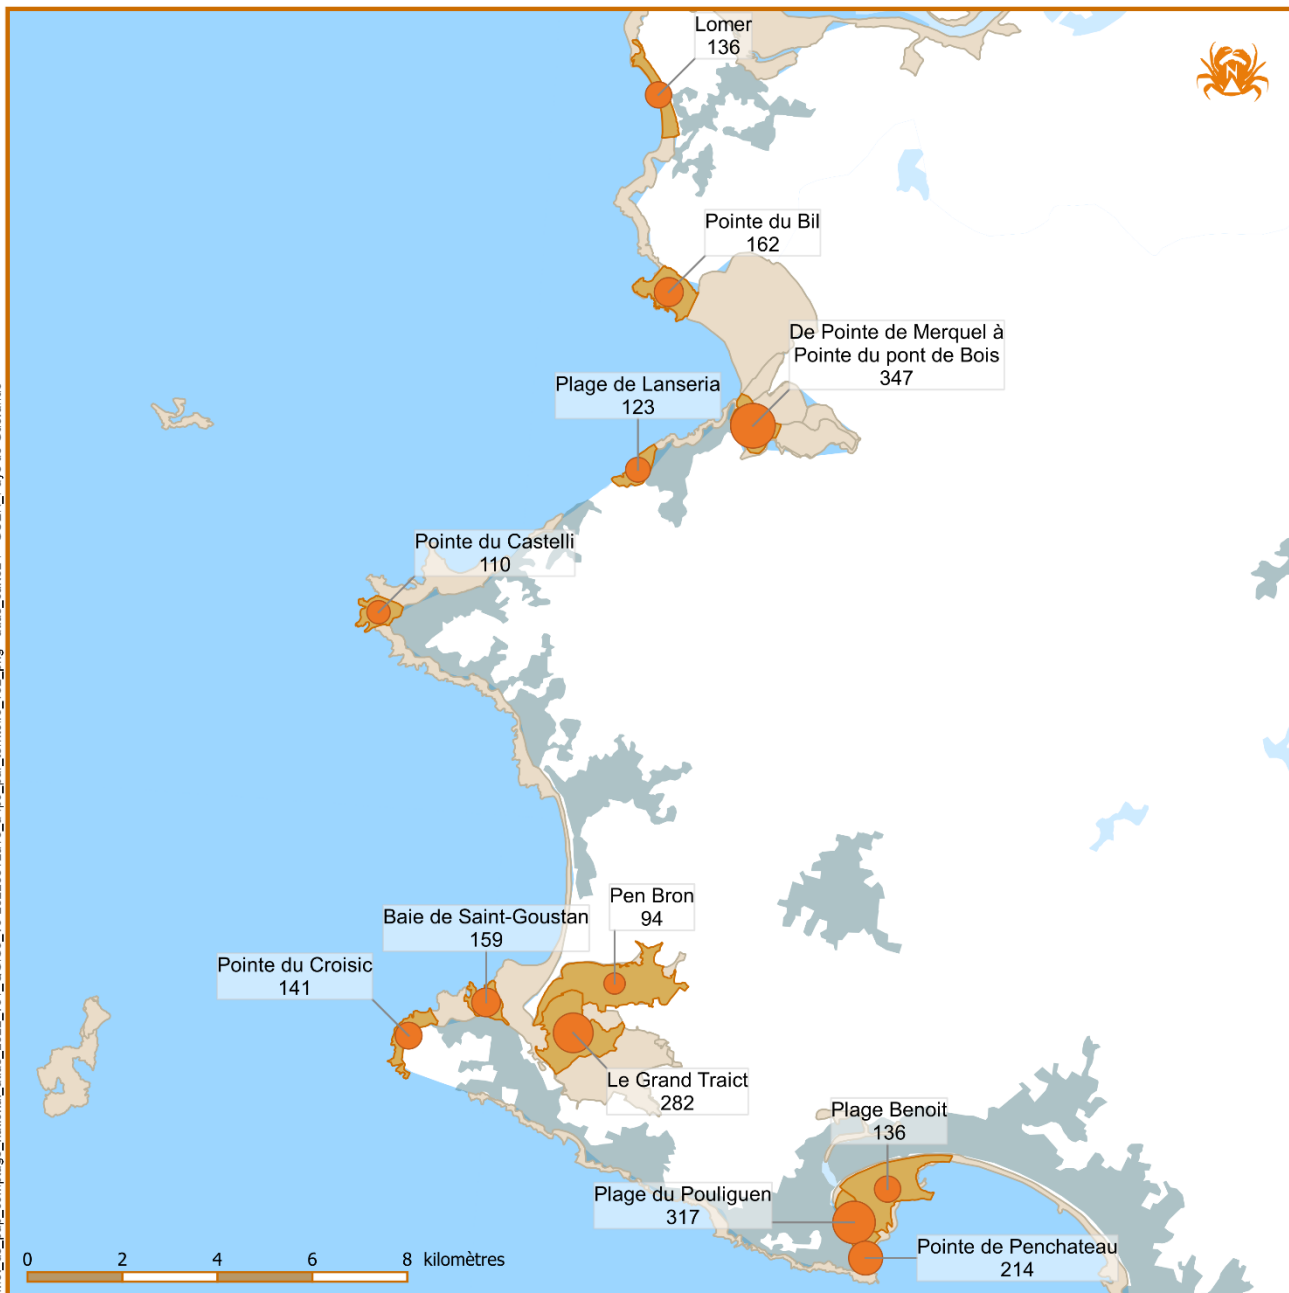 Lomer
136
N
Pointe du Bil
162
De Pointe de Merquel à
Pointe du pont de Bois
347
Plage de Lanseria
123
Pointe du Castelli
110
Pen Bron
94
Baie de Saint-Goustan
159
Pointe du Croisic
141
Le Grand Traict
282
Plage Benoit
136
Plage du Pouliguen
317
Pointe de Penchateau
214
0 2 4 6 8 kilomètres